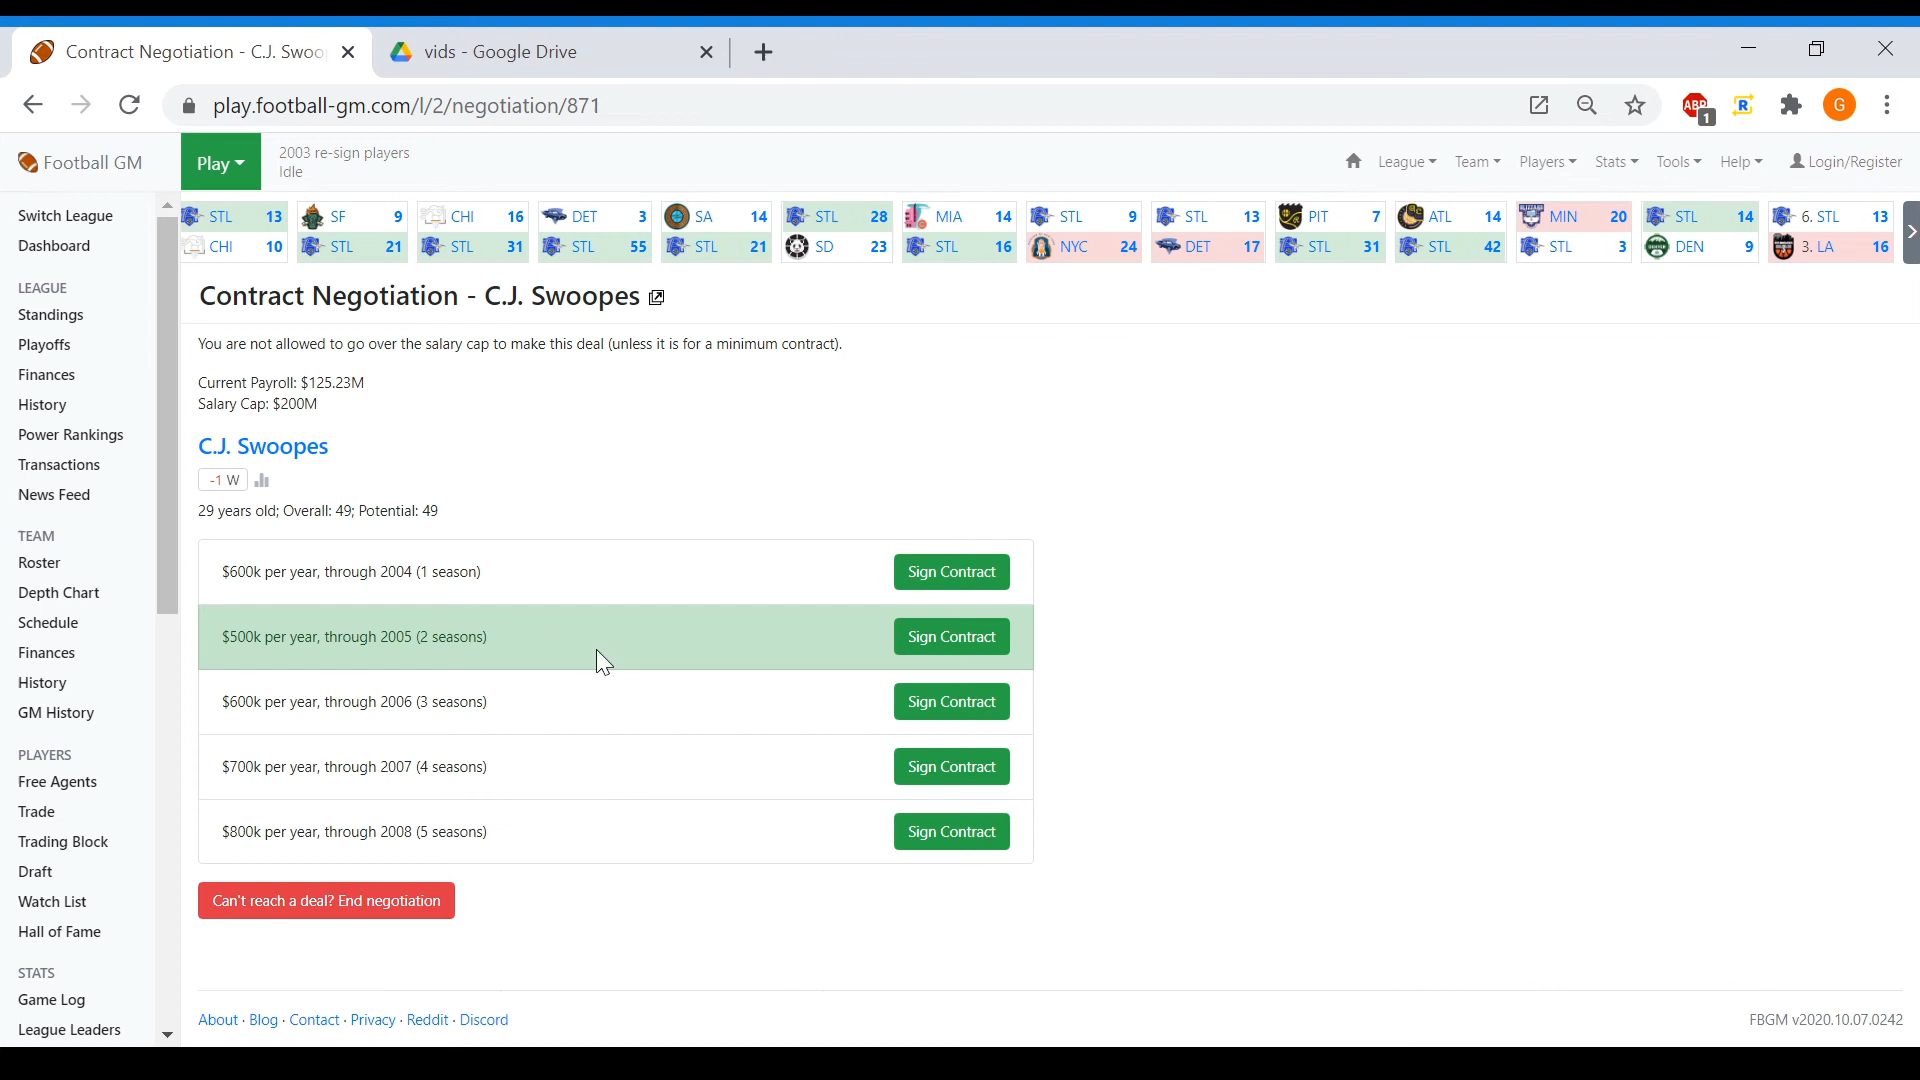 Contract Negotiation - C.J. Swoo
vids - Google Drive
play.football-gm.com/l/2/negotiation/871
ABP
1
R
G
Football GM
Play
2003 re-sign players
Idle
League
Team
Players
Stats
Tools
Help
Login/Register
STL 13
CHI 10
SF 9
STL 21
CHI 16
STL 31
DET 3
STL 55
SA 14
STL 21
STL 28
SD 23
MIA 14
STL 16
STL 9
NYC 24
STL 13
DET 17
PIT 7
STL 31
ATL 14
STL 42
MIN 20
STL 3
STL 14
DEN 9
6. STL 13
3. LA 16
Switch League
Dashboard
LEAGUE
Standings
Playoffs
Finances
History
Power Rankings
Transactions
News Feed
TEAM
Roster
Depth Chart
Schedule
Finances
History
GM History
PLAYERS
Free Agents
Trade
Trading Block
Draft
Watch List
Hall of Fame
STATS
Game Log
League Leaders
Contract Negotiation - C.J. Swoopes
You are not allowed to go over the salary cap to make this deal (unless it is for a minimum contract).
Current Payroll: $125.23M
Salary Cap: $200M
C.J. Swoopes
-1 W
29 years old; Overall: 49; Potential: 49
$600k per year, through 2004 (1 season) Sign Contract
$500k per year, through 2005 (2 seasons) Sign Contract
$600k per year, through 2006 (3 seasons) Sign Contract
$700k per year, through 2007 (4 seasons) Sign Contract
$800k per year, through 2008 (5 seasons) Sign Contract
Can't reach a deal? End negotiation
About · Blog · Contact · Privacy · Reddit · Discord
FBGM v2020.10.07.0242